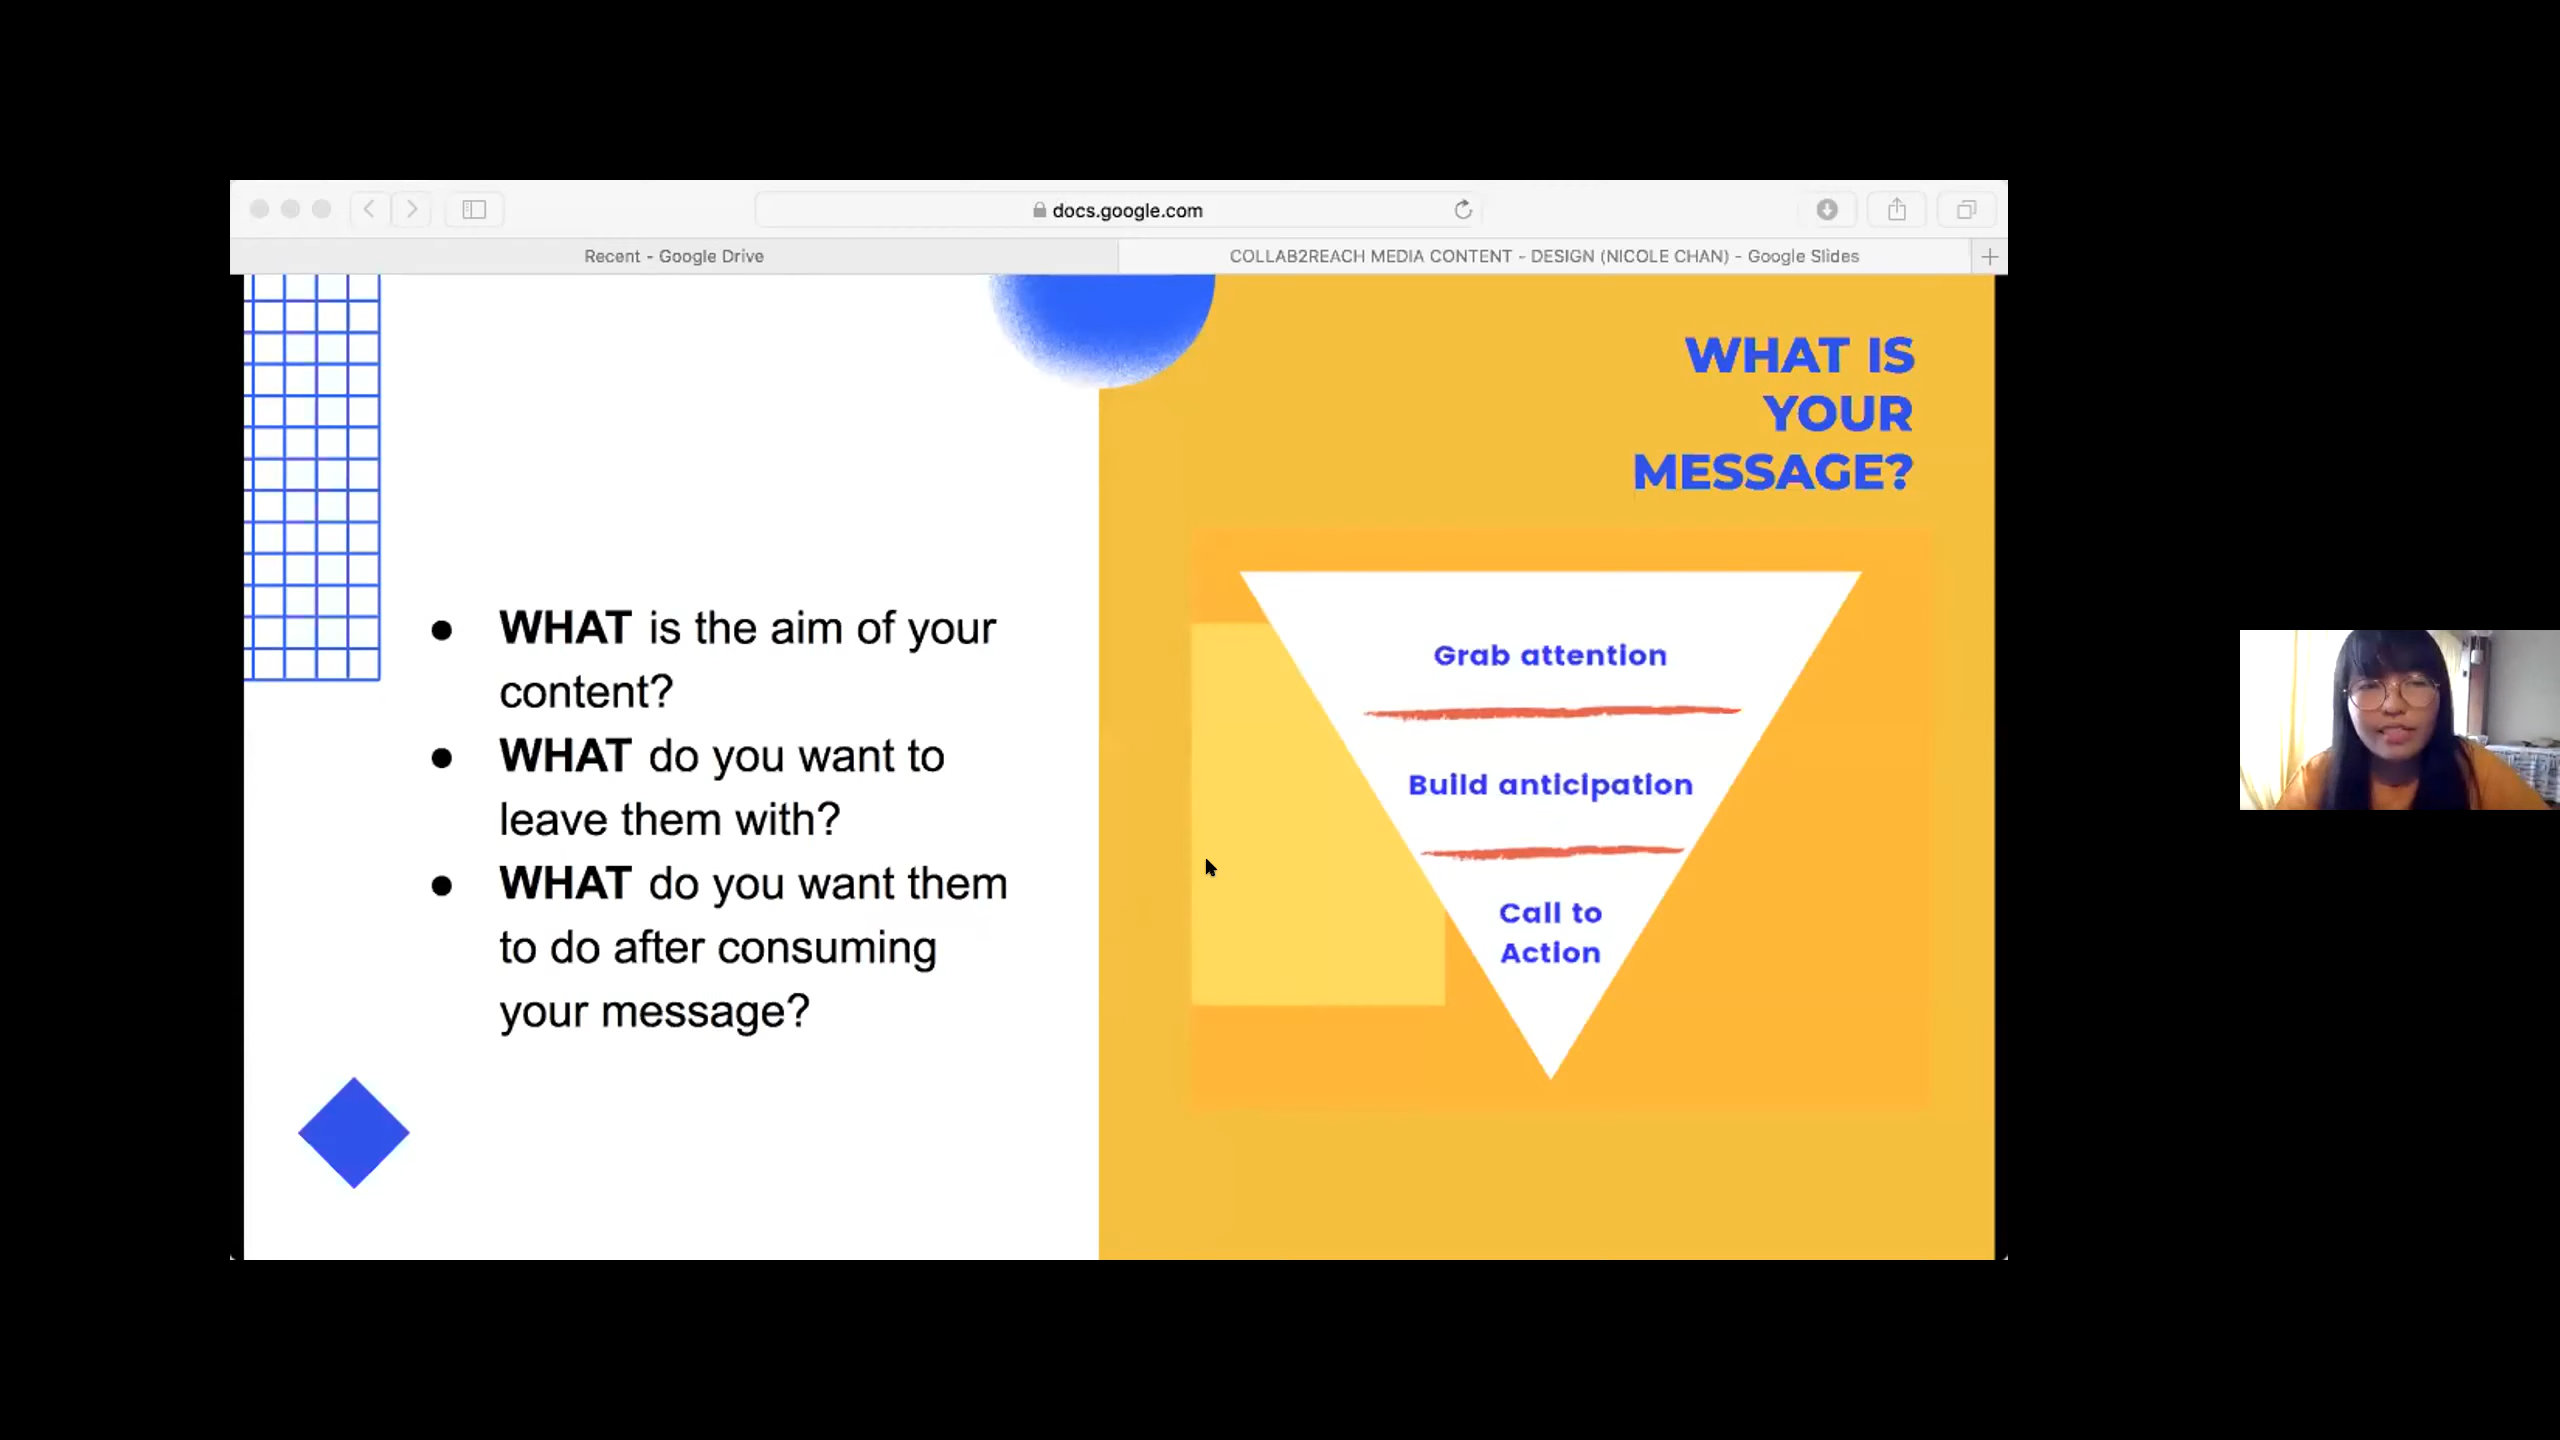 docs.google.com
Recent - Google Drive
COLLAB2REACH MEDIA CONTENT - DESIGN (NICOLE CHAN) - Google Slides
WHAT IS
YOUR
MESSAGE?
● WHAT is the aim of your
content?
● WHAT do you want to
leave them with?
● WHAT do you want them
to do after consuming
your message?
Grab attention
Build anticipation
Call to
Action